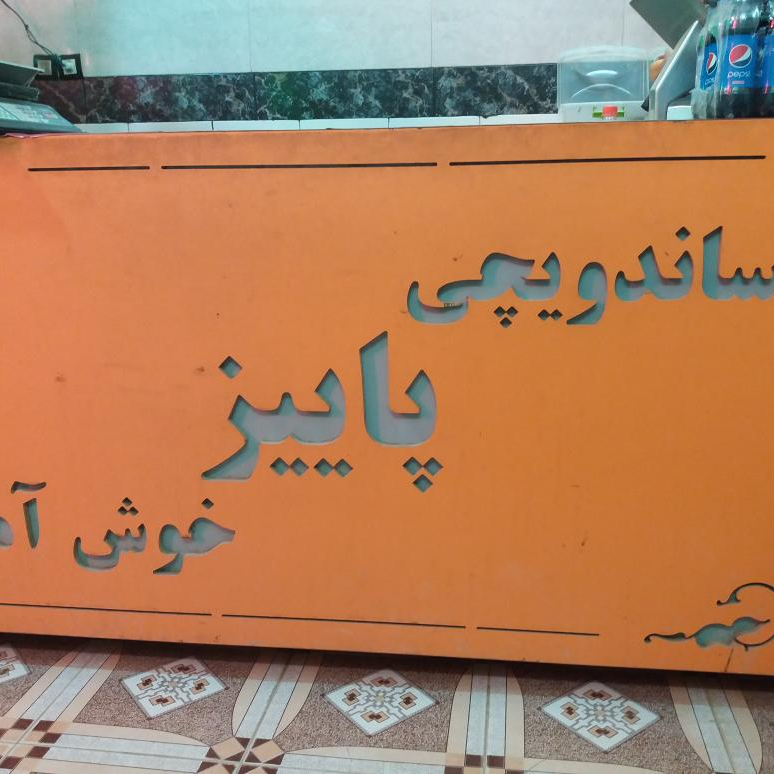 ساندویچی
پاییز
خوش
pepsi